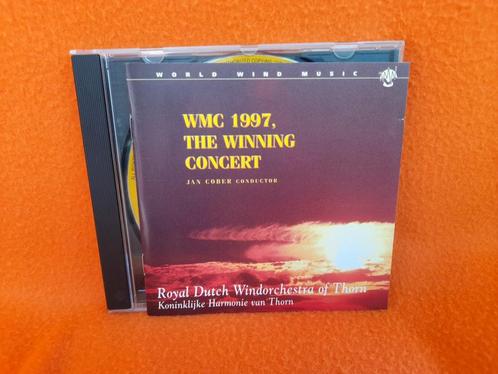 WORLD WIND MUSIC
WMC 1997,
THE WINNING
CONCERT
JAN COBER CONDUCTOR
Royal Dutch Windorchestra of Thorn
Koninklijke Harmonie van Thorn